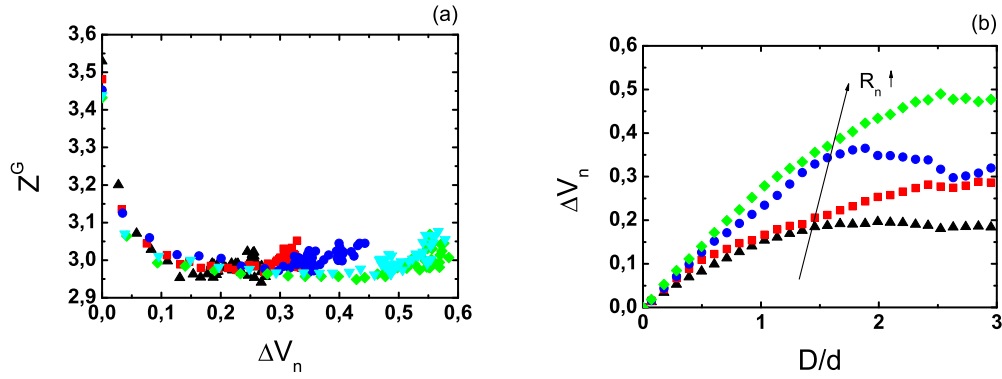 (a)
3,6
3,5
3,4
3,3
3,2
3,1
3,0
2,9
Z^G
0,0 0,1 0,2 0,3 0,4 0,5 0,6
ΔV_n
(b)
0,6
0,5
0,4
0,3
0,2
0,1
0,0
ΔV_n
R_n
0 1 2 3
D/d